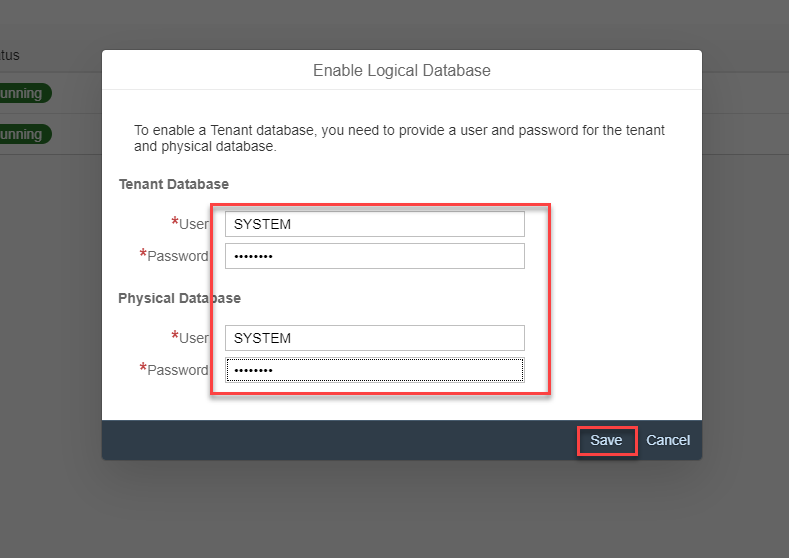 tus
unning
unning
Enable Logical Database
To enable a Tenant database, you need to provide a user and password for the tenant
and physical database.
Tenant Database
*User SYSTEM
*Password ••••••••
Physical Database
*User SYSTEM
*Password ••••••••
Save Cancel